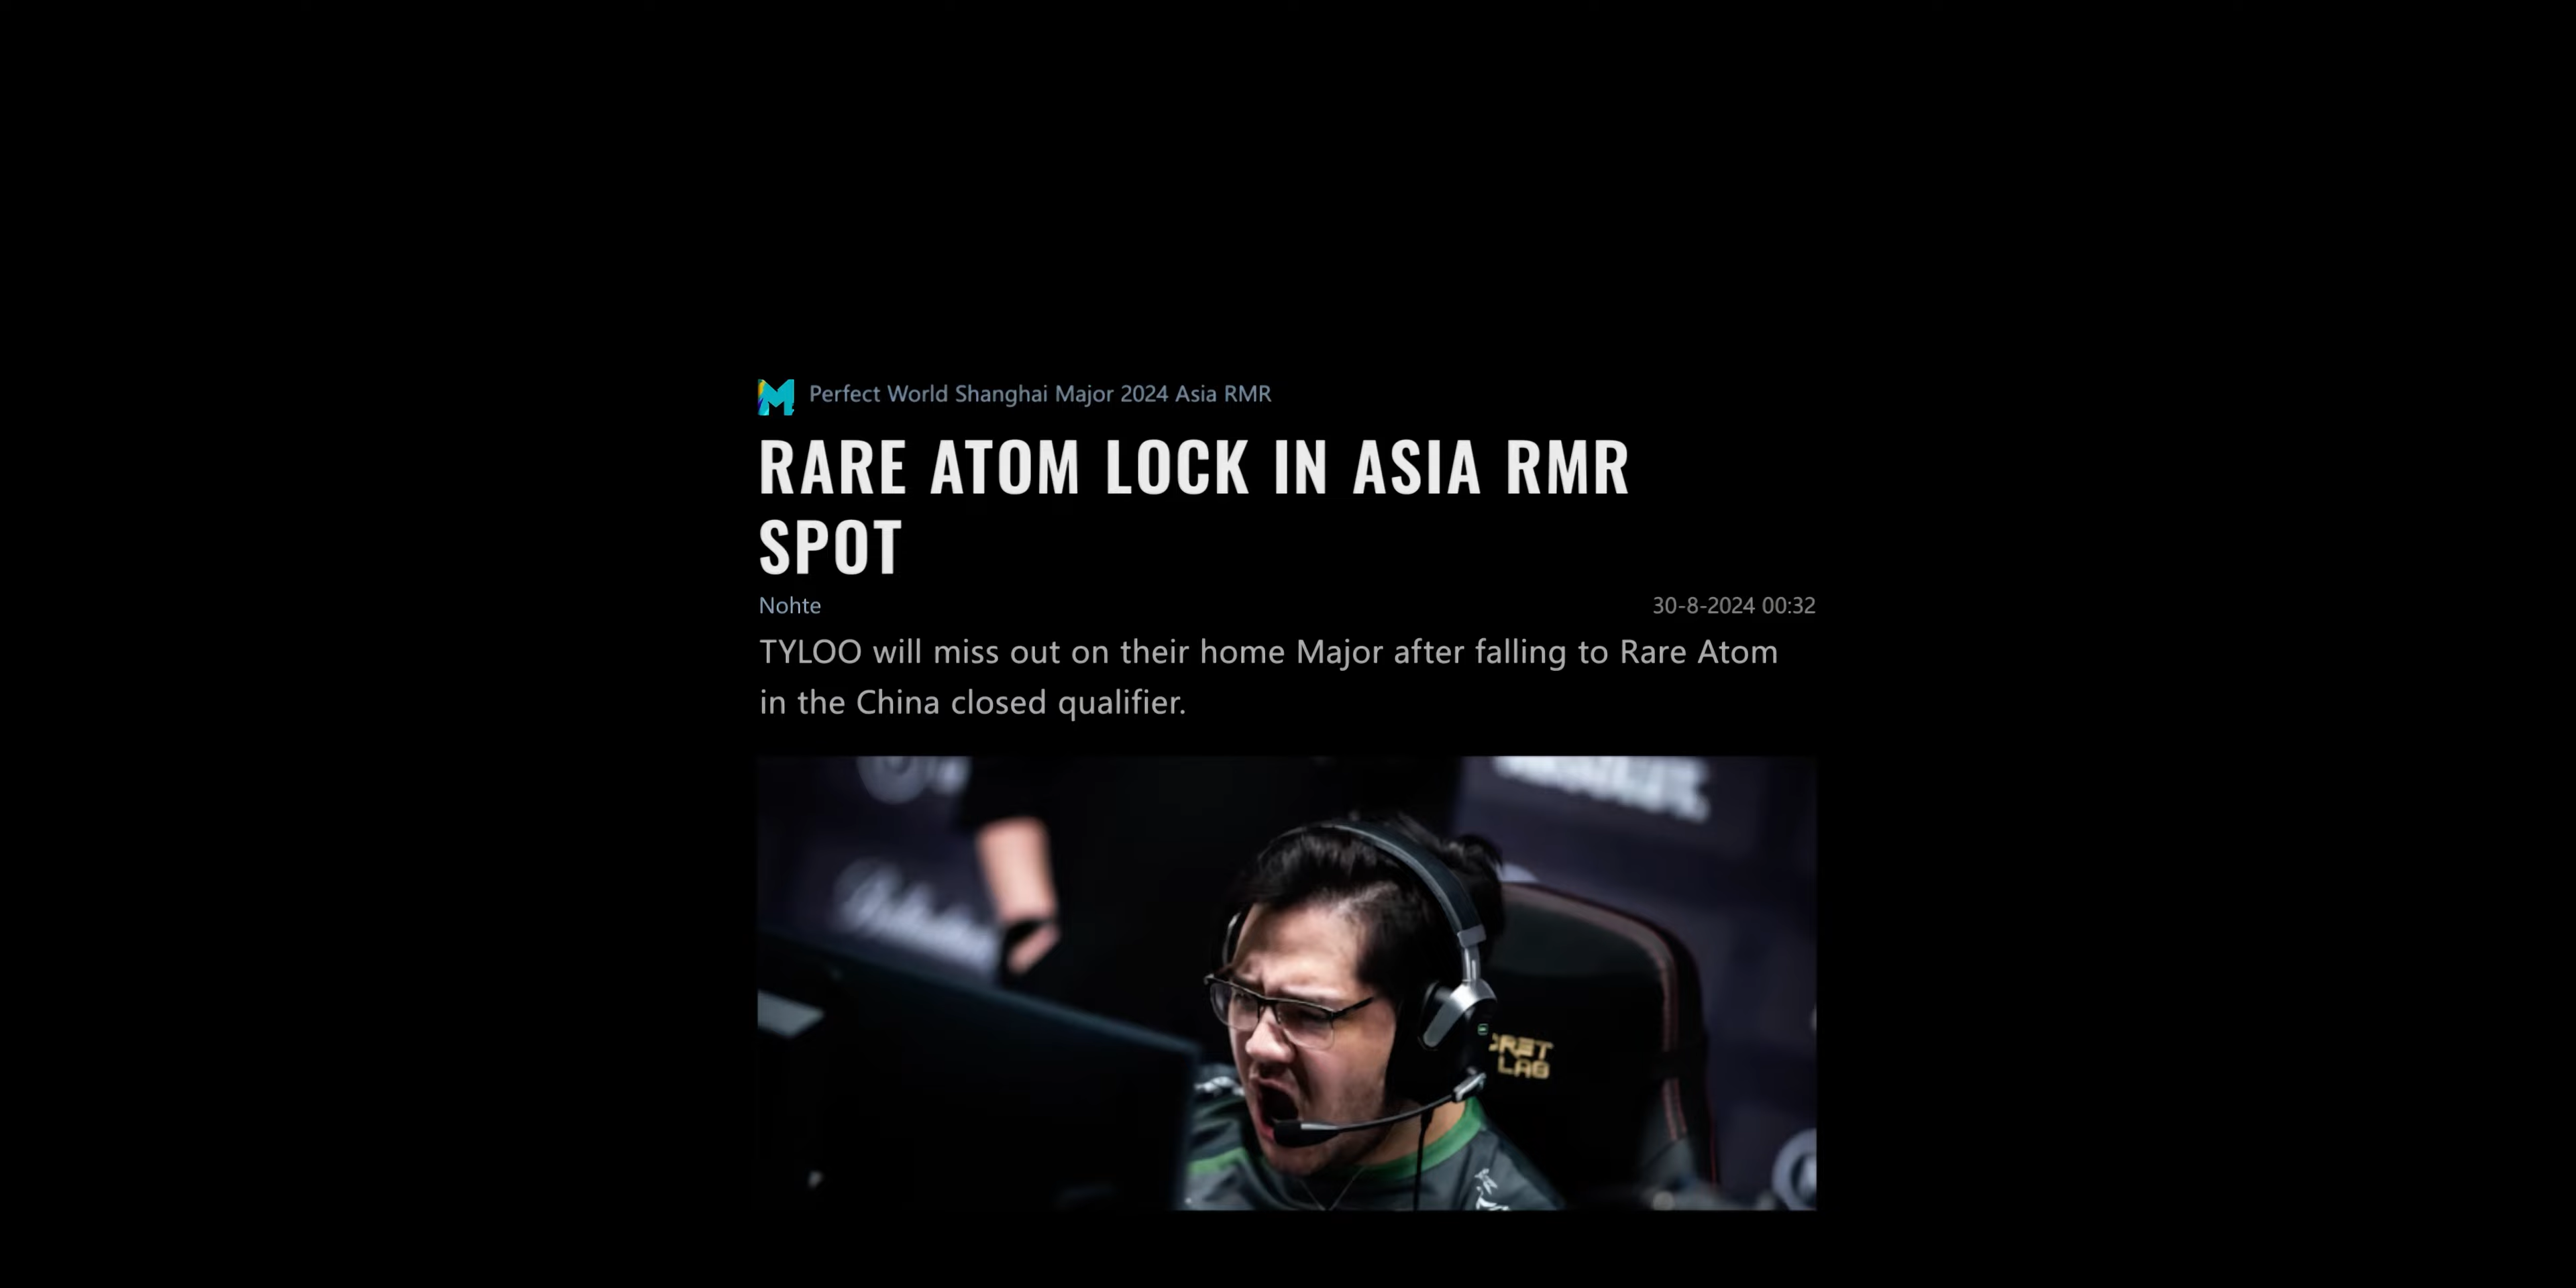 Perfect World Shanghai Major 2024 Asia RMR
RARE ATOM LOCK IN ASIA RMR
SPOT
Nohte 30-8-2024 00:32
TYLOO will miss out on their home Major after falling to Rare Atom
in the China closed qualifier.
CRET
LAB